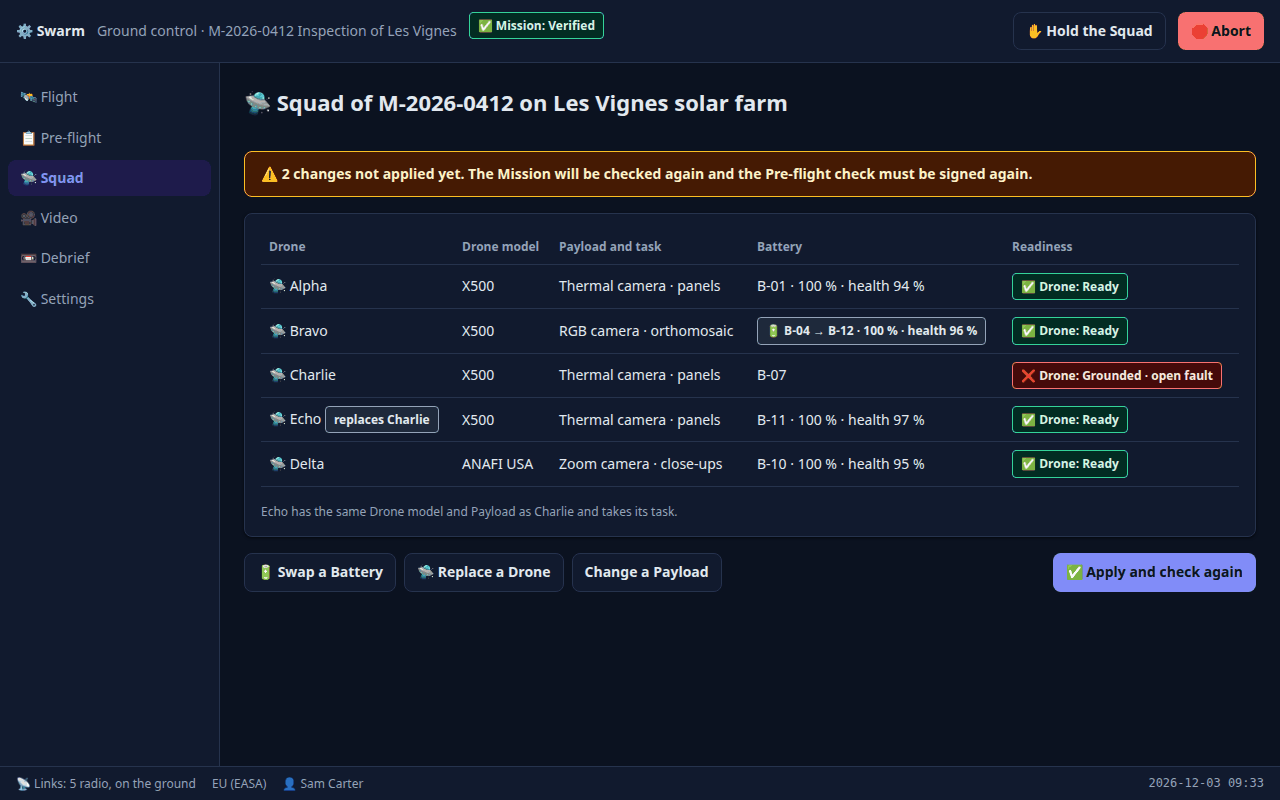 Swarm Ground control · M-2026-0412 Inspection of Les Vignes ✅ Mission: Verified ✋ Hold the Squad 🛑 Abort
Flight
Pre-flight
Squad
Video
Debrief
Settings
Squad of M-2026-0412 on Les Vignes solar farm
⚠️ 2 changes not applied yet. The Mission will be checked again and the Pre-flight check must be signed again.
Drone Drone model Payload and task Battery Readiness
Alpha X500 Thermal camera · panels B-01 · 100 % · health 94 % ✅ Drone: Ready
Bravo X500 RGB camera · orthomosaic B-04 → B-12 · 100 % · health 96 % ✅ Drone: Ready
Charlie X500 Thermal camera · panels B-07 ❌ Drone: Grounded · open fault
Echo replaces Charlie X500 Thermal camera · panels B-11 · 100 % · health 97 % ✅ Drone: Ready
Delta ANAFI USA Zoom camera · close-ups B-10 · 100 % · health 95 % ✅ Drone: Ready
Echo has the same Drone model and Payload as Charlie and takes its task.
Swap a Battery Replace a Drone Change a Payload ✅ Apply and check again
Links: 5 radio, on the ground EU (EASA) Sam Carter 2026-12-03 09:33